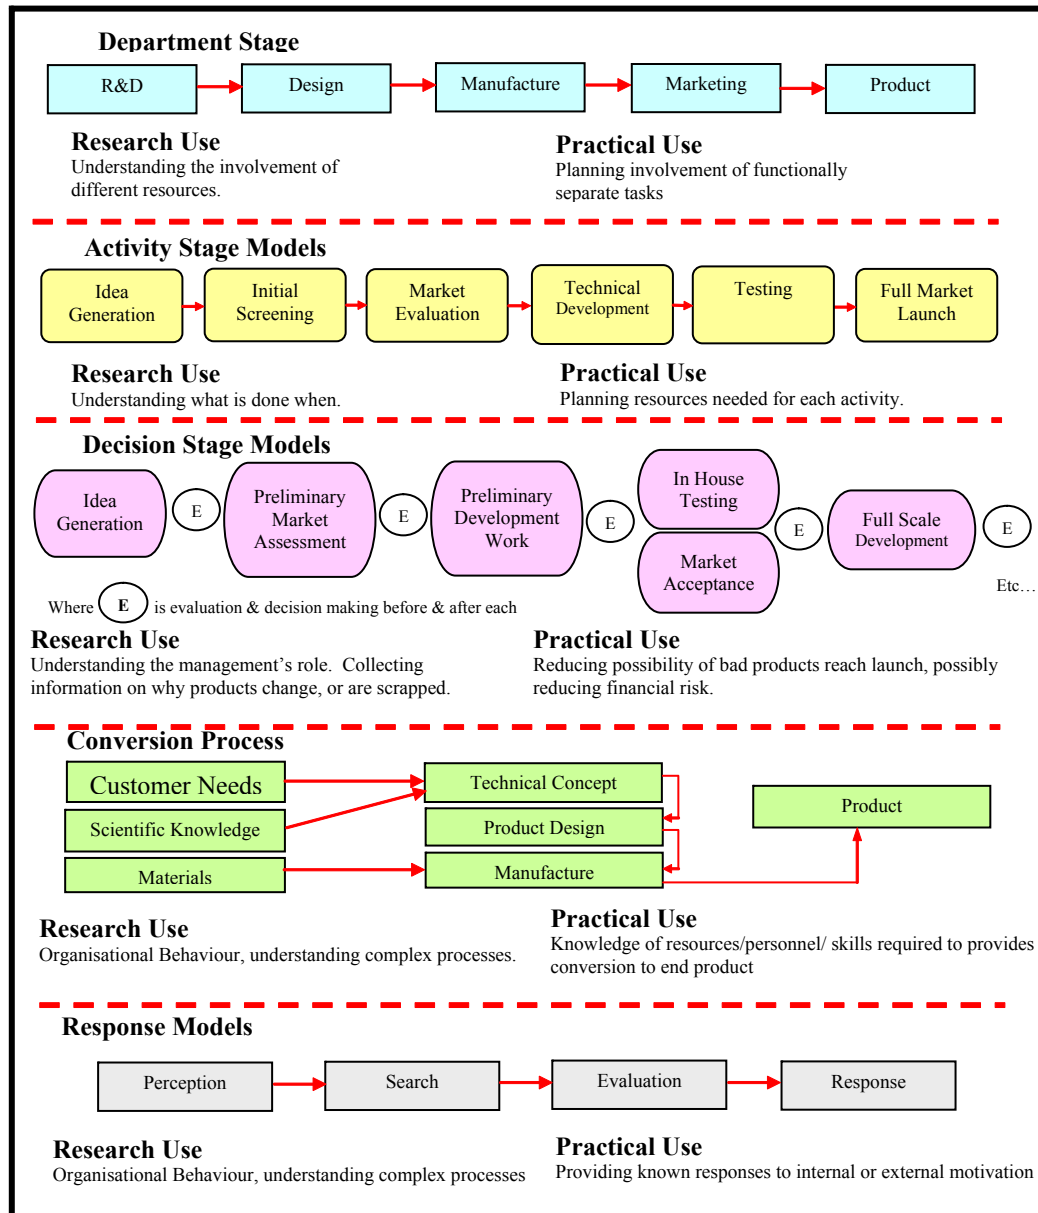 Department Stage
R&D
Design
Manufacture
Marketing
Product
Research Use
Understanding the involvement of
different resources.
Practical Use
Planning involvement of functionally
separate tasks
Activity Stage Models
Idea
Generation
Initial
Screening
Market
Evaluation
Technical
Development
Testing
Full Market
Launch
Research Use
Understanding what is done when.
Practical Use
Planning resources needed for each activity.
Decision Stage Models
Idea
Generation
E
Preliminary
Market
Assessment
E
Preliminary
Development
Work
E
In House
Testing
Market
Acceptance
E
Full Scale
Development
E
Etc…
Where E is evaluation & decision making before & after each
Research Use
Understanding the management’s role. Collecting
information on why products change, or are scrapped.
Practical Use
Reducing possibility of bad products reach launch, possibly
reducing financial risk.
Conversion Process
Customer Needs
Scientific Knowledge
Materials
Technical Concept
Product Design
Manufacture
Product
Research Use
Organisational Behaviour, understanding complex processes.
Practical Use
Knowledge of resources/personnel/ skills required to provides
conversion to end product
Response Models
Perception
Search
Evaluation
Response
Research Use
Organisational Behaviour, understanding complex processes
Practical Use
Providing known responses to internal or external motivation